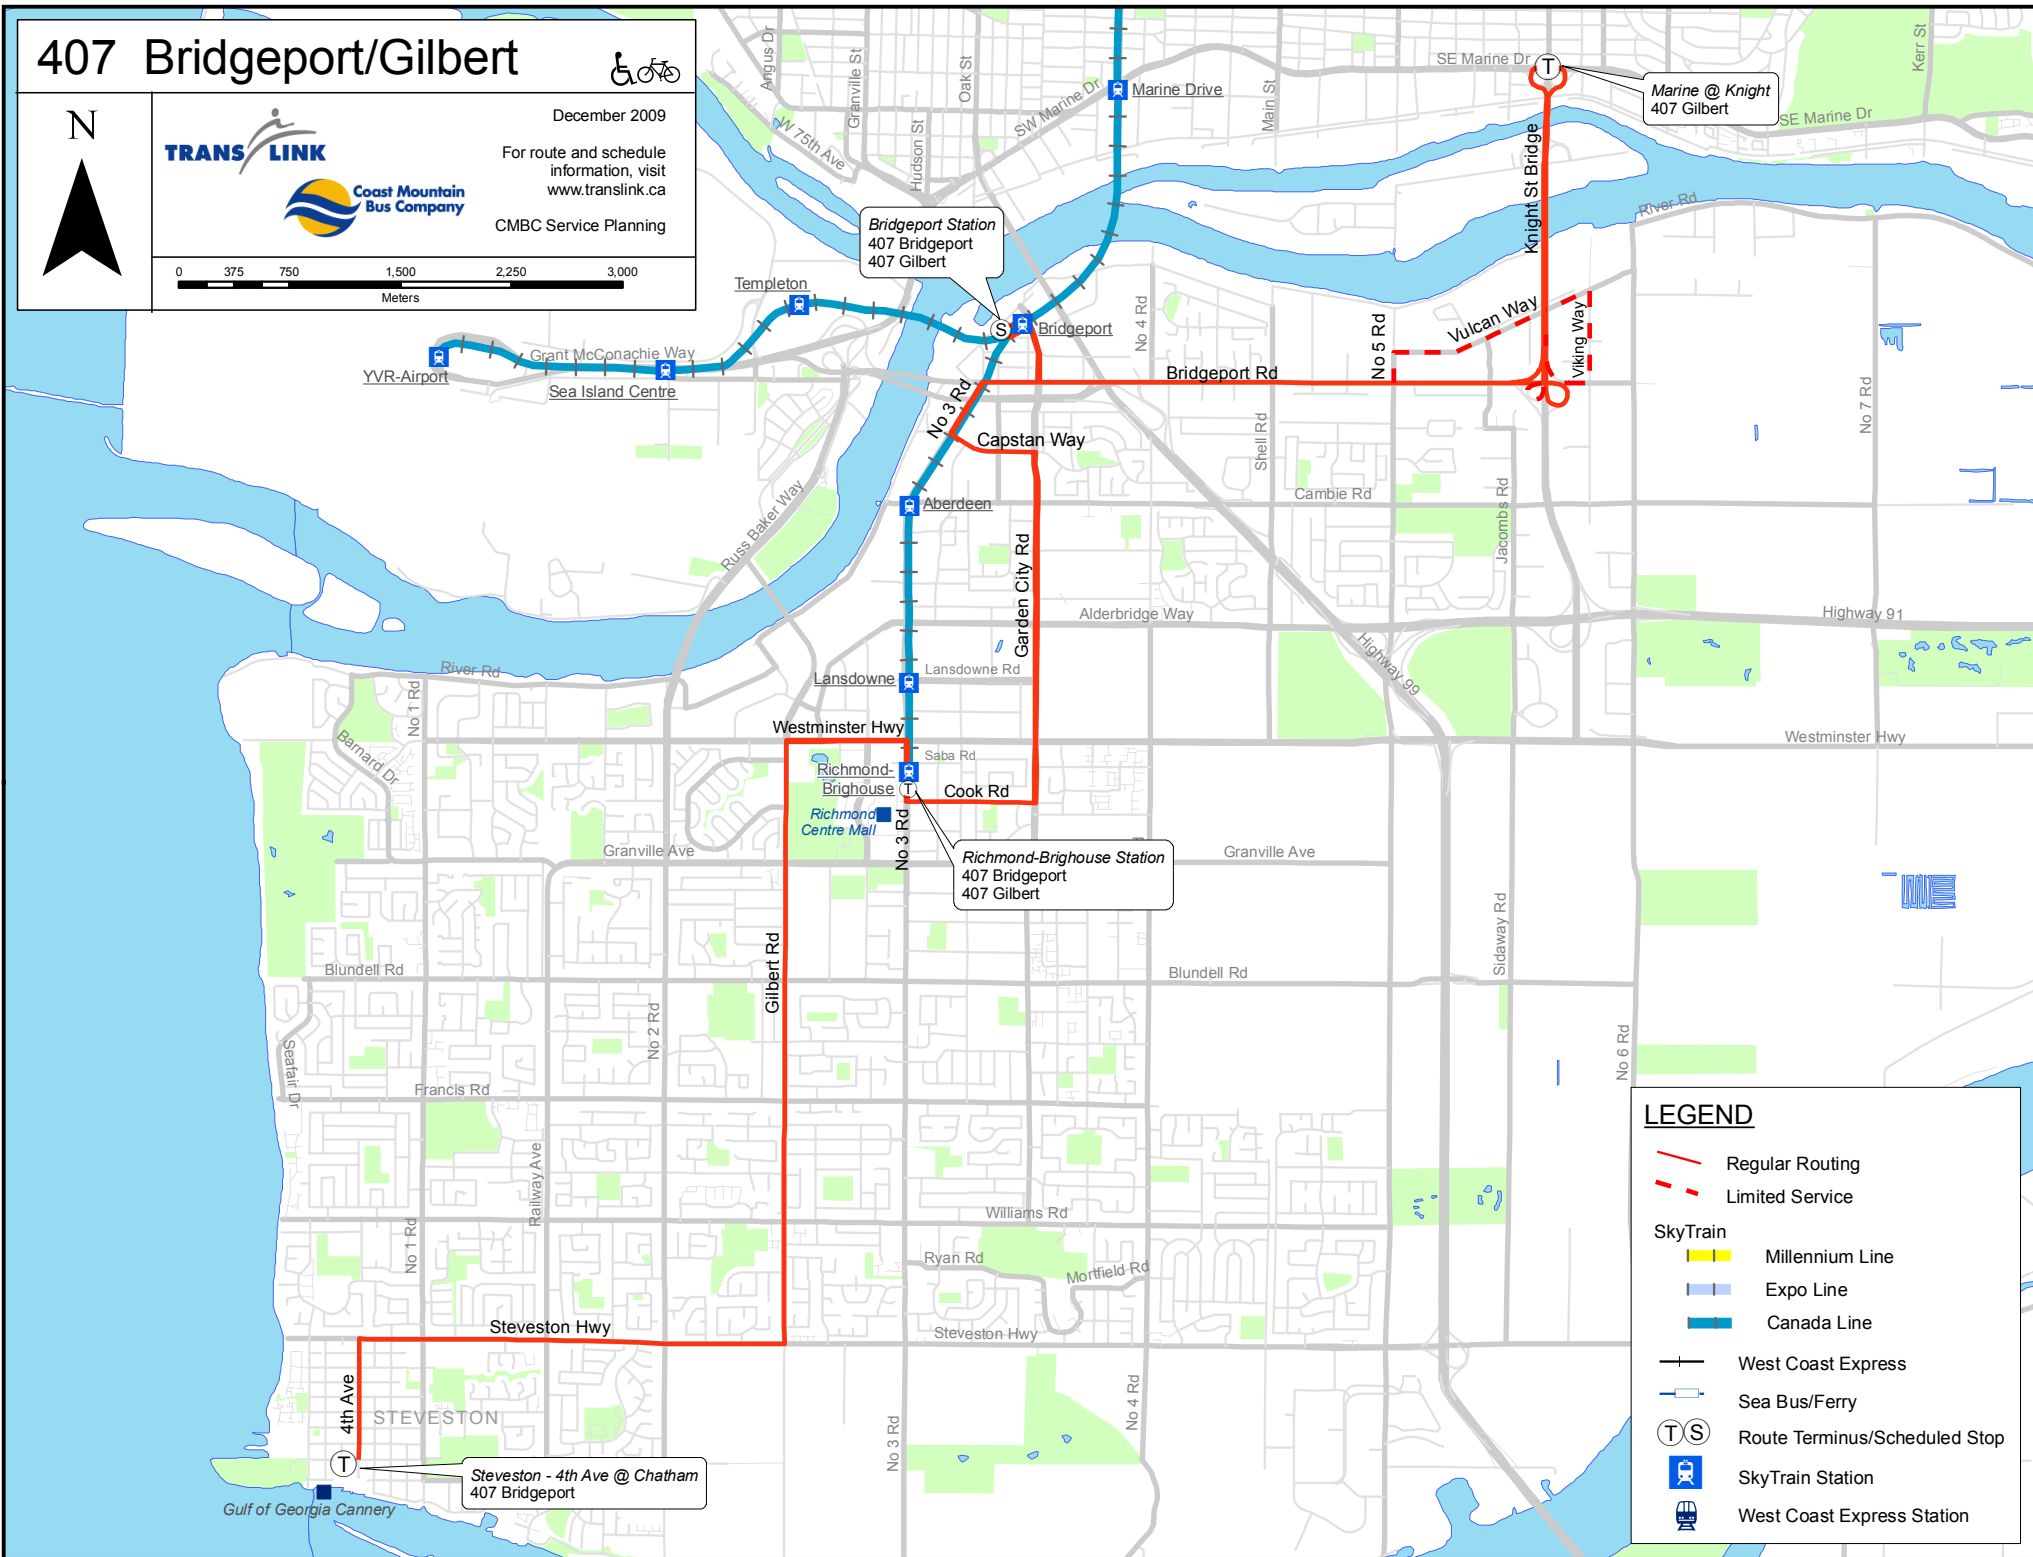 407 Bridgeport/Gilbert
N
TRANS LINK
Coast Mountain
Bus Company
December 2009
For route and schedule
information, visit
www.translink.ca
CMBC Service Planning
0 375 750 1,500 2,250 3,000
Meters
Angus Dr
Granville St
Oak St
W 75th Ave
Hudson St
SW Marine Dr
Marine Drive
Main St
SE Marine Dr
T
Marine @ Knight
407 Gilbert
SE Marine Dr
Kerr St
Knight St Bridge
River Rd
Bridgeport Station
407 Bridgeport
407 Gilbert
Templeton
S
Bridgeport
No 4 Rd
No 5 Rd
Vulcan Way
Viking Way
YVR-Airport
Grant McConachie Way
Sea Island Centre
Bridgeport Rd
No 3 Rd
Capstan Way
Shell Rd
No 7 Rd
Russ Baker Way
Aberdeen
Cambie Rd
Jacombs Rd
Garden City Rd
Alderbridge Way
Highway 91
Highway 99
River Rd
Lansdowne
Lansdowne Rd
No 1 Rd
Barnard Dr
Westminster Hwy
Westminster Hwy
Saba Rd
Richmond-
Brighouse
T
Cook Rd
Richmond
Centre Mall
No 3 Rd
Granville Ave
Granville Ave
Richmond-Brighouse Station
407 Bridgeport
407 Gilbert
Gilbert Rd
Sidaway Rd
Blundell Rd
Blundell Rd
No 2 Rd
No 6 Rd
Seafair Dr
Francis Rd
Railway Ave
No 1 Rd
Williams Rd
Ryan Rd
Mortfield Rd
Steveston Hwy
Steveston Hwy
4th Ave
STEVESTON
No 3 Rd
No 4 Rd
T
Steveston - 4th Ave @ Chatham
407 Bridgeport
Gulf of Georgia Cannery
LEGEND
Regular Routing
Limited Service
SkyTrain
Millennium Line
Expo Line
Canada Line
West Coast Express
Sea Bus/Ferry
T S Route Terminus/Scheduled Stop
SkyTrain Station
West Coast Express Station